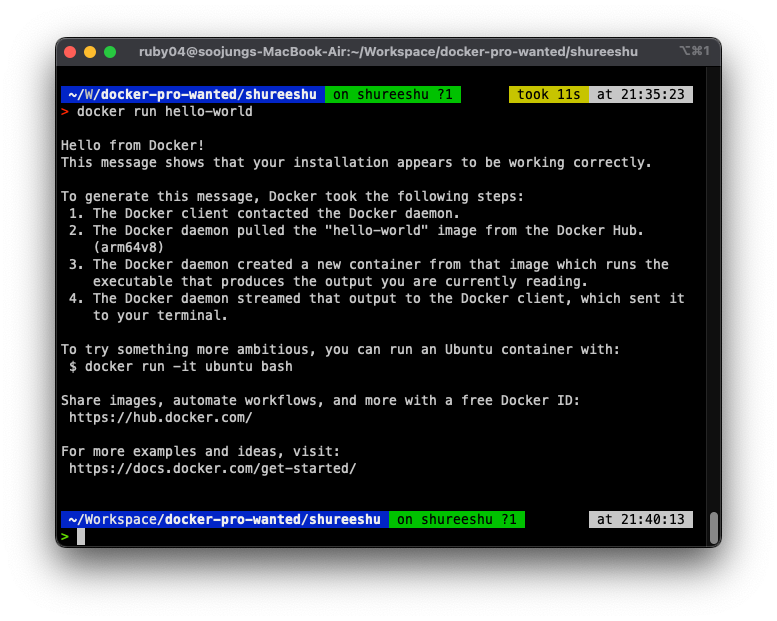 ruby04@soojungs-MacBook-Air:~/Workspace/docker-pro-wanted/shureeshu ⌥⌘1
~/W/docker-pro-wanted/shureeshu on shureeshu ?1 took 11s at 21:35:23
> docker run hello-world
Hello from Docker!
This message shows that your installation appears to be working correctly.
To generate this message, Docker took the following steps:
1. The Docker client contacted the Docker daemon.
2. The Docker daemon pulled the "hello-world" image from the Docker Hub.
(arm64v8)
3. The Docker daemon created a new container from that image which runs the
executable that produces the output you are currently reading.
4. The Docker daemon streamed that output to the Docker client, which sent it
to your terminal.
To try something more ambitious, you can run an Ubuntu container with:
$ docker run -it ubuntu bash
Share images, automate workflows, and more with a free Docker ID:
https://hub.docker.com/
For more examples and ideas, visit:
https://docs.docker.com/get-started/
~/Workspace/docker-pro-wanted/shureeshu on shureeshu ?1 at 21:40:13
>